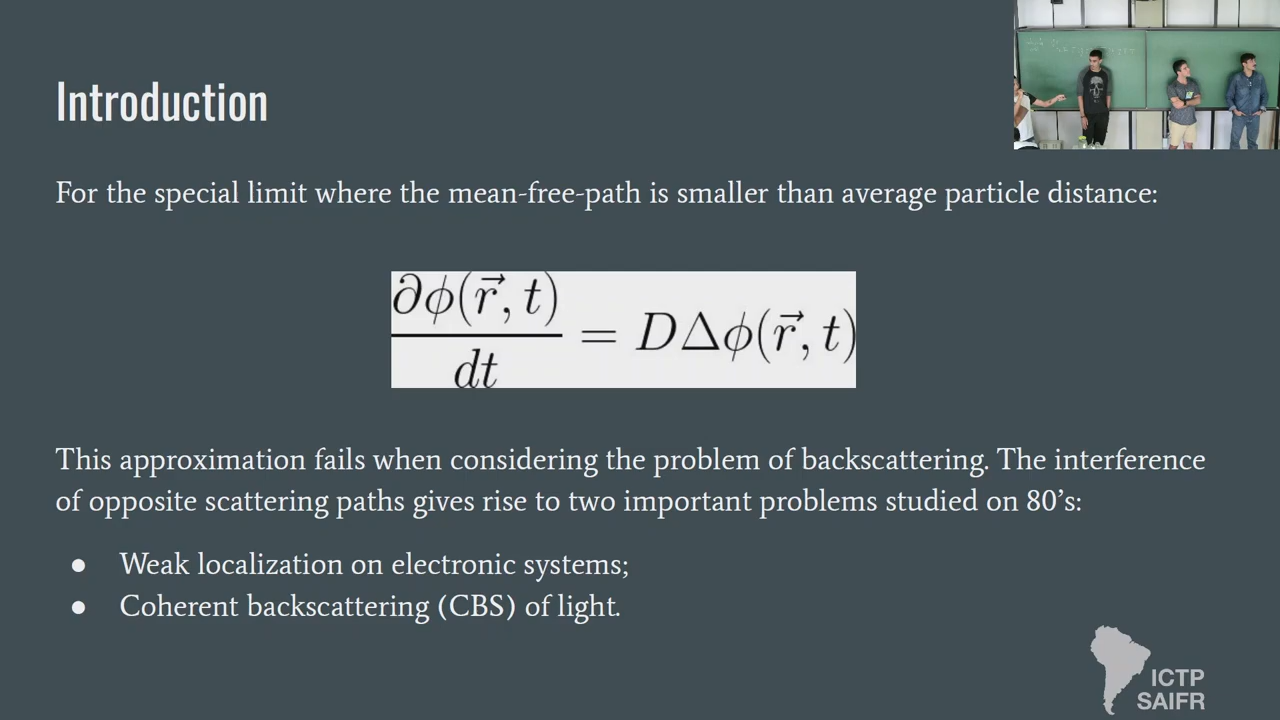 Introduction
For the special limit where the mean-free-path is smaller than average particle distance:
∂ϕ(r⃗, t)
dt
= DΔϕ(r⃗, t)
This approximation fails when considering the problem of backscattering. The interference
of opposite scattering paths gives rise to two important problems studied on 80’s:
● Weak localization on electronic systems;
● Coherent backscattering (CBS) of light.
ICTP
SAIFR